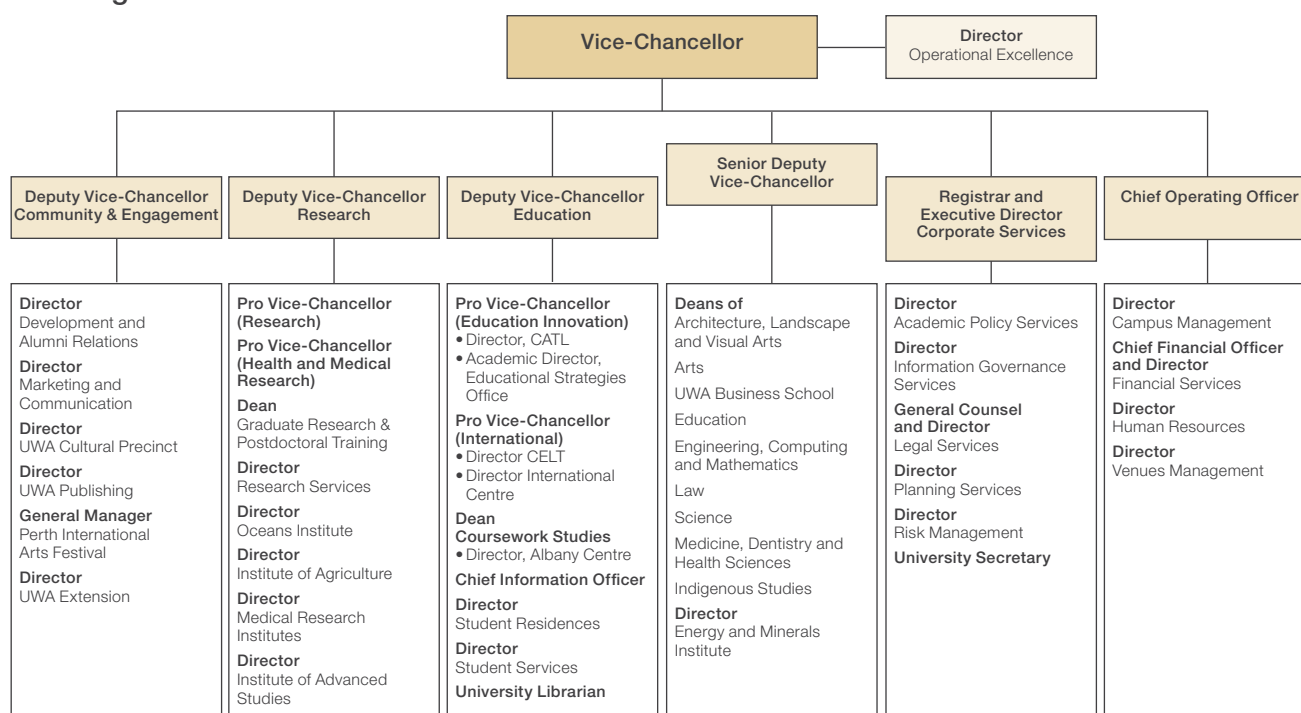 Vice-Chancellor
Director
Operational Excellence
Deputy Vice-Chancellor
Community & Engagement
Deputy Vice-Chancellor
Research
Deputy Vice-Chancellor
Education
Senior Deputy
Vice-Chancellor
Registrar and
Executive Director
Corporate Services
Chief Operating Officer
Director
Development and
Alumni Relations
Director
Marketing and
Communication
Director
UWA Cultural Precinct
Director
UWA Publishing
General Manager
Perth International
Arts Festival
Director
UWA Extension
Pro Vice-Chancellor
(Research)
Pro Vice-Chancellor
(Health and Medical
Research)
Dean
Graduate Research &
Postdoctoral Training
Director
Research Services
Director
Oceans Institute
Director
Institute of Agriculture
Director
Medical Research
Institutes
Director
Institute of Advanced
Studies
Pro Vice-Chancellor
(Education Innovation)
• Director, CATL
• Academic Director,
Educational Strategies
Office
Pro Vice-Chancellor
(International)
• Director CELT
• Director International
Centre
Dean
Coursework Studies
• Director, Albany Centre
Chief Information Officer
Director
Student Residences
Director
Student Services
University Librarian
Deans of
Architecture, Landscape
and Visual Arts
Arts
UWA Business School
Education
Engineering, Computing
and Mathematics
Law
Science
Medicine, Dentistry and
Health Sciences
Indigenous Studies
Director
Energy and Minerals
Institute
Director
Academic Policy Services
Director
Information Governance
Services
General Counsel
and Director
Legal Services
Director
Planning Services
Director
Risk Management
University Secretary
Director
Campus Management
Chief Financial Officer
and Director
Financial Services
Director
Human Resources
Director
Venues Management